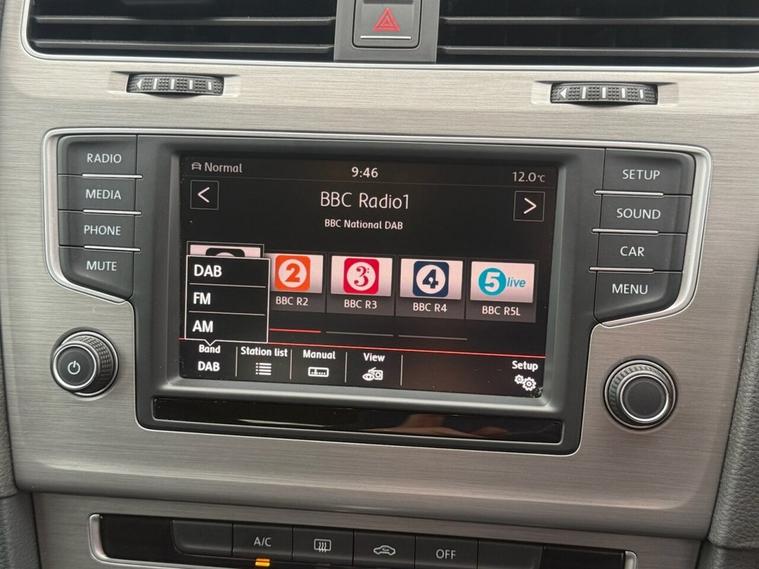 RADIO
MEDIA
PHONE
MUTE
Normal
9:46
12.0°C
BBC Radio1
BBC National DAB
2
BBC R2
3
BBC R3
4
BBC R4
5 live
BBC R5L
DAB
FM
AM
Band
DAB
Station list
Manual
View
Setup
SETUP
SOUND
CAR
MENU
A/C
OFF